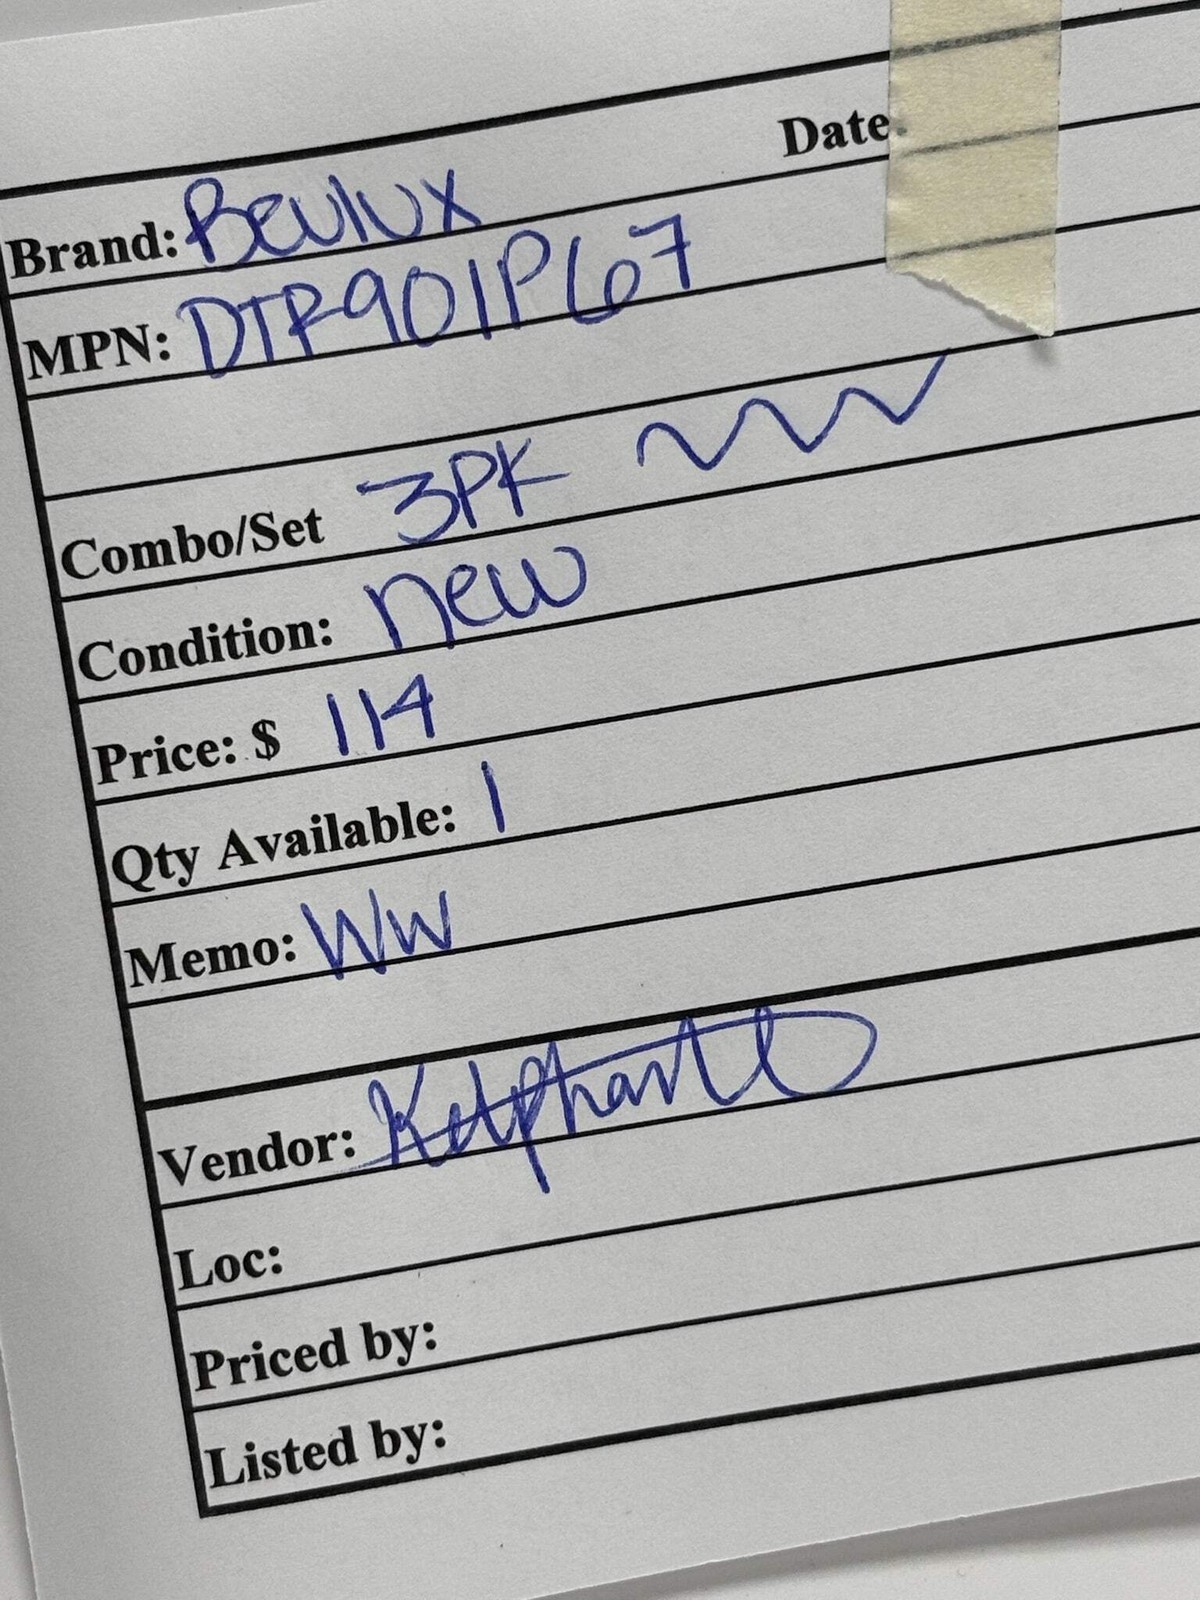 Date
Brand: Beulux
MPN: DTR901P67
Combo/Set 3PK
Condition: new
Price: $ 114
Qty Available: 1
Memo: WW
Vendor:
Loc:
Priced by:
Listed by: